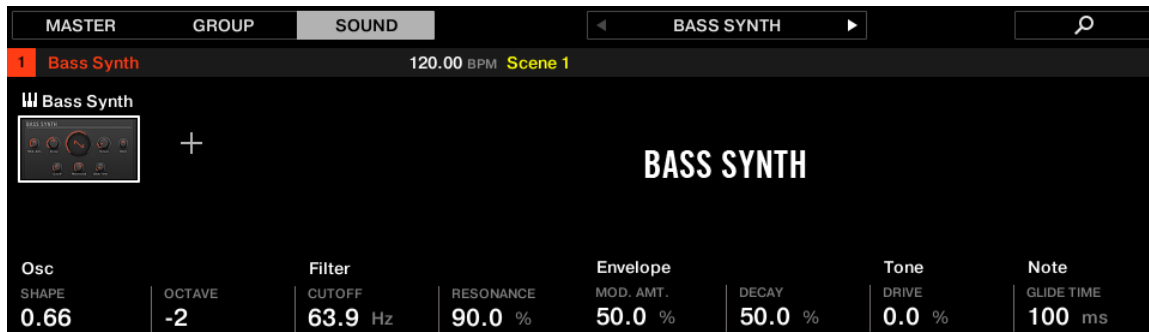 MASTER GROUP SOUND BASS SYNTH
1 Bass Synth 120.00 BPM Scene 1
Bass Synth
BASS SYNTH
BASS SYNTH
Osc Filter Envelope Tone Note
SHAPE OCTAVE CUTOFF RESONANCE MOD. AMT. DECAY DRIVE GLIDE TIME
0.66 -2 63.9 Hz 90.0 % 50.0 % 50.0 % 0.0 % 100 ms